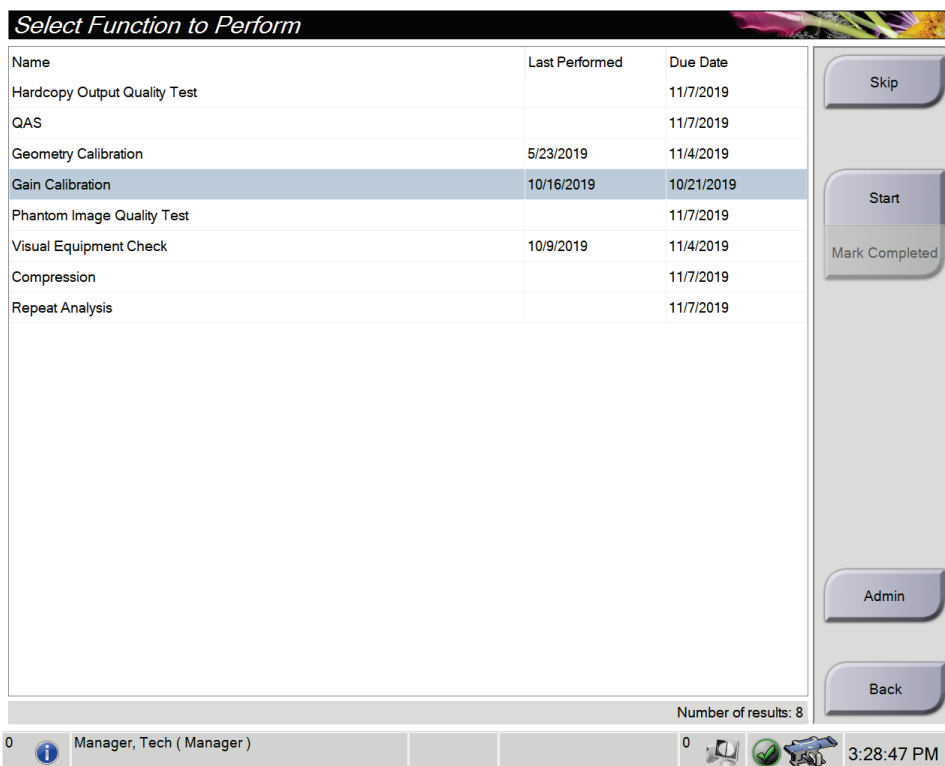 Select Function to Perform
Name Last Performed Due Date
Hardcopy Output Quality Test 11/7/2019
QAS 11/7/2019
Geometry Calibration 5/23/2019 11/4/2019
Gain Calibration 10/16/2019 10/21/2019
Phantom Image Quality Test 11/7/2019
Visual Equipment Check 10/9/2019 11/4/2019
Compression 11/7/2019
Repeat Analysis 11/7/2019
Skip
Start
Mark Completed
Admin
Back
Number of results: 8
0 i Manager, Tech ( Manager ) 0 3:28:47 PM